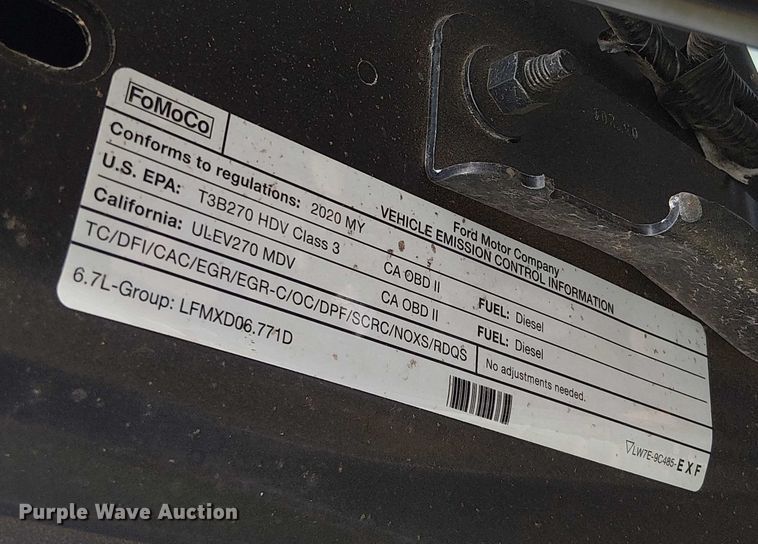 FoMoCo
Ford Motor Company
VEHICLE EMISSION CONTROL INFORMATION
Conforms to regulations: 2020 MY
U.S. EPA: T3B270 HDV Class 3 CA OBD II FUEL: Diesel
California: ULEV270 MDV CA OBD II FUEL: Diesel
TC/DFI/CAC/EGR/EGR-C/OC/DPF/SCRC/NOXS/RDQS No adjustments needed.
6.7L-Group: LFMXD06.771D
LW7E-9C485-EXF
Purple Wave Auction